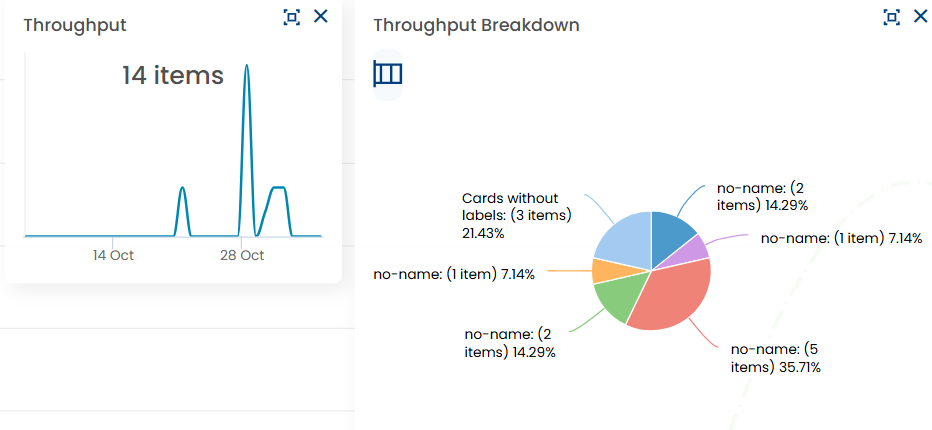 Throughput
14 items
14 Oct
28 Oct
Throughput Breakdown
Cards without
labels: (3 items)
21.43%
no-name: (2
items) 14.29%
no-name: (1 item) 7.14%
no-name: (1 item) 7.14%
no-name: (2
items) 14.29%
no-name: (5
items) 35.71%